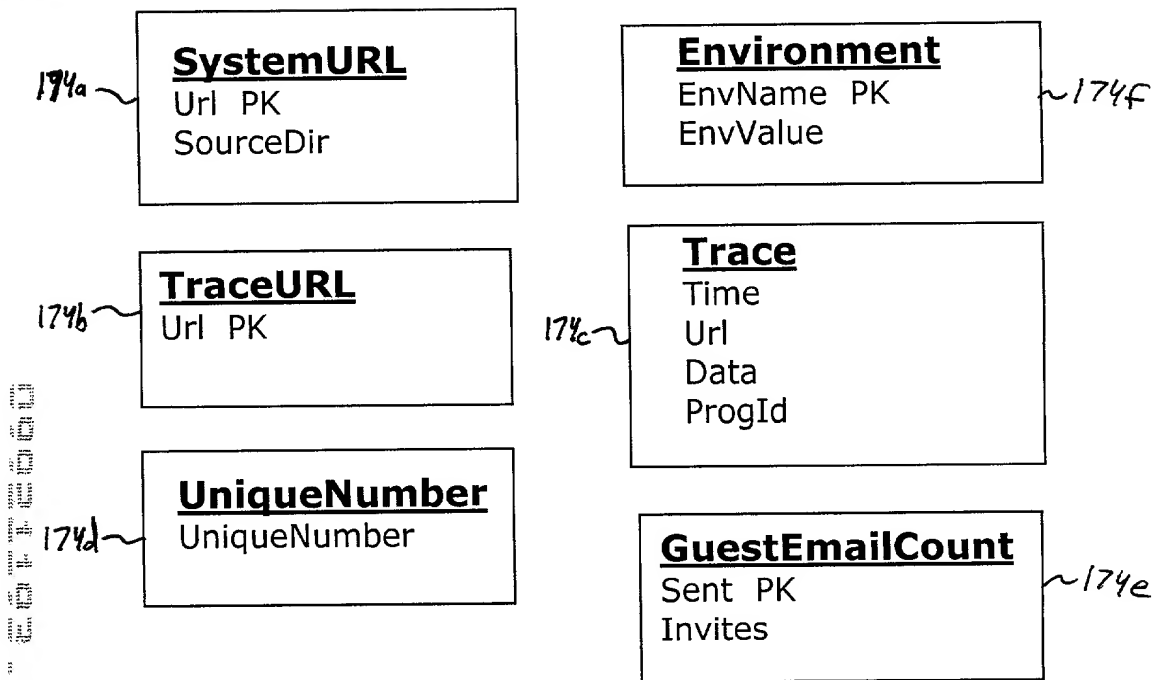 174a
SystemURL
Url PK
SourceDir
Environment
EnvName PK
EnvValue
174f
174b
TraceURL
Url PK
174c
Trace
Time
Url
Data
ProgId
174d
UniqueNumber
UniqueNumber
GuestEmailCount
Sent PK
Invites
174e